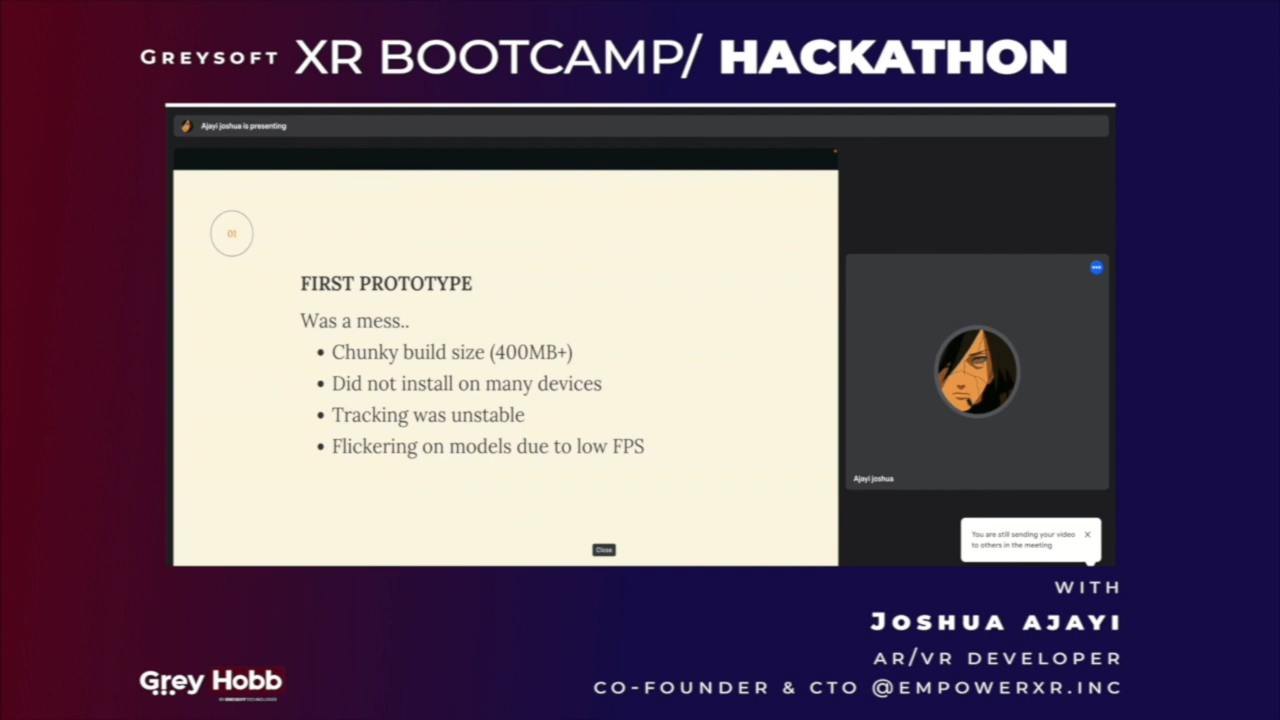 GREYSOFT XR BOOTCAMP/ HACKATHON
Ajayi joshua is presenting
01
FIRST PROTOTYPE
Was a mess..
• Chunky build size (400MB+)
• Did not install on many devices
• Tracking was unstable
• Flickering on models due to low FPS
Close
Ajayi joshua
You are still sending your video
to others in the meeting
WITH
JOSHUA AJAYI
AR/VR DEVELOPER
CO-FOUNDER & CTO @EMPOWERXR.INC
Grey Hobb